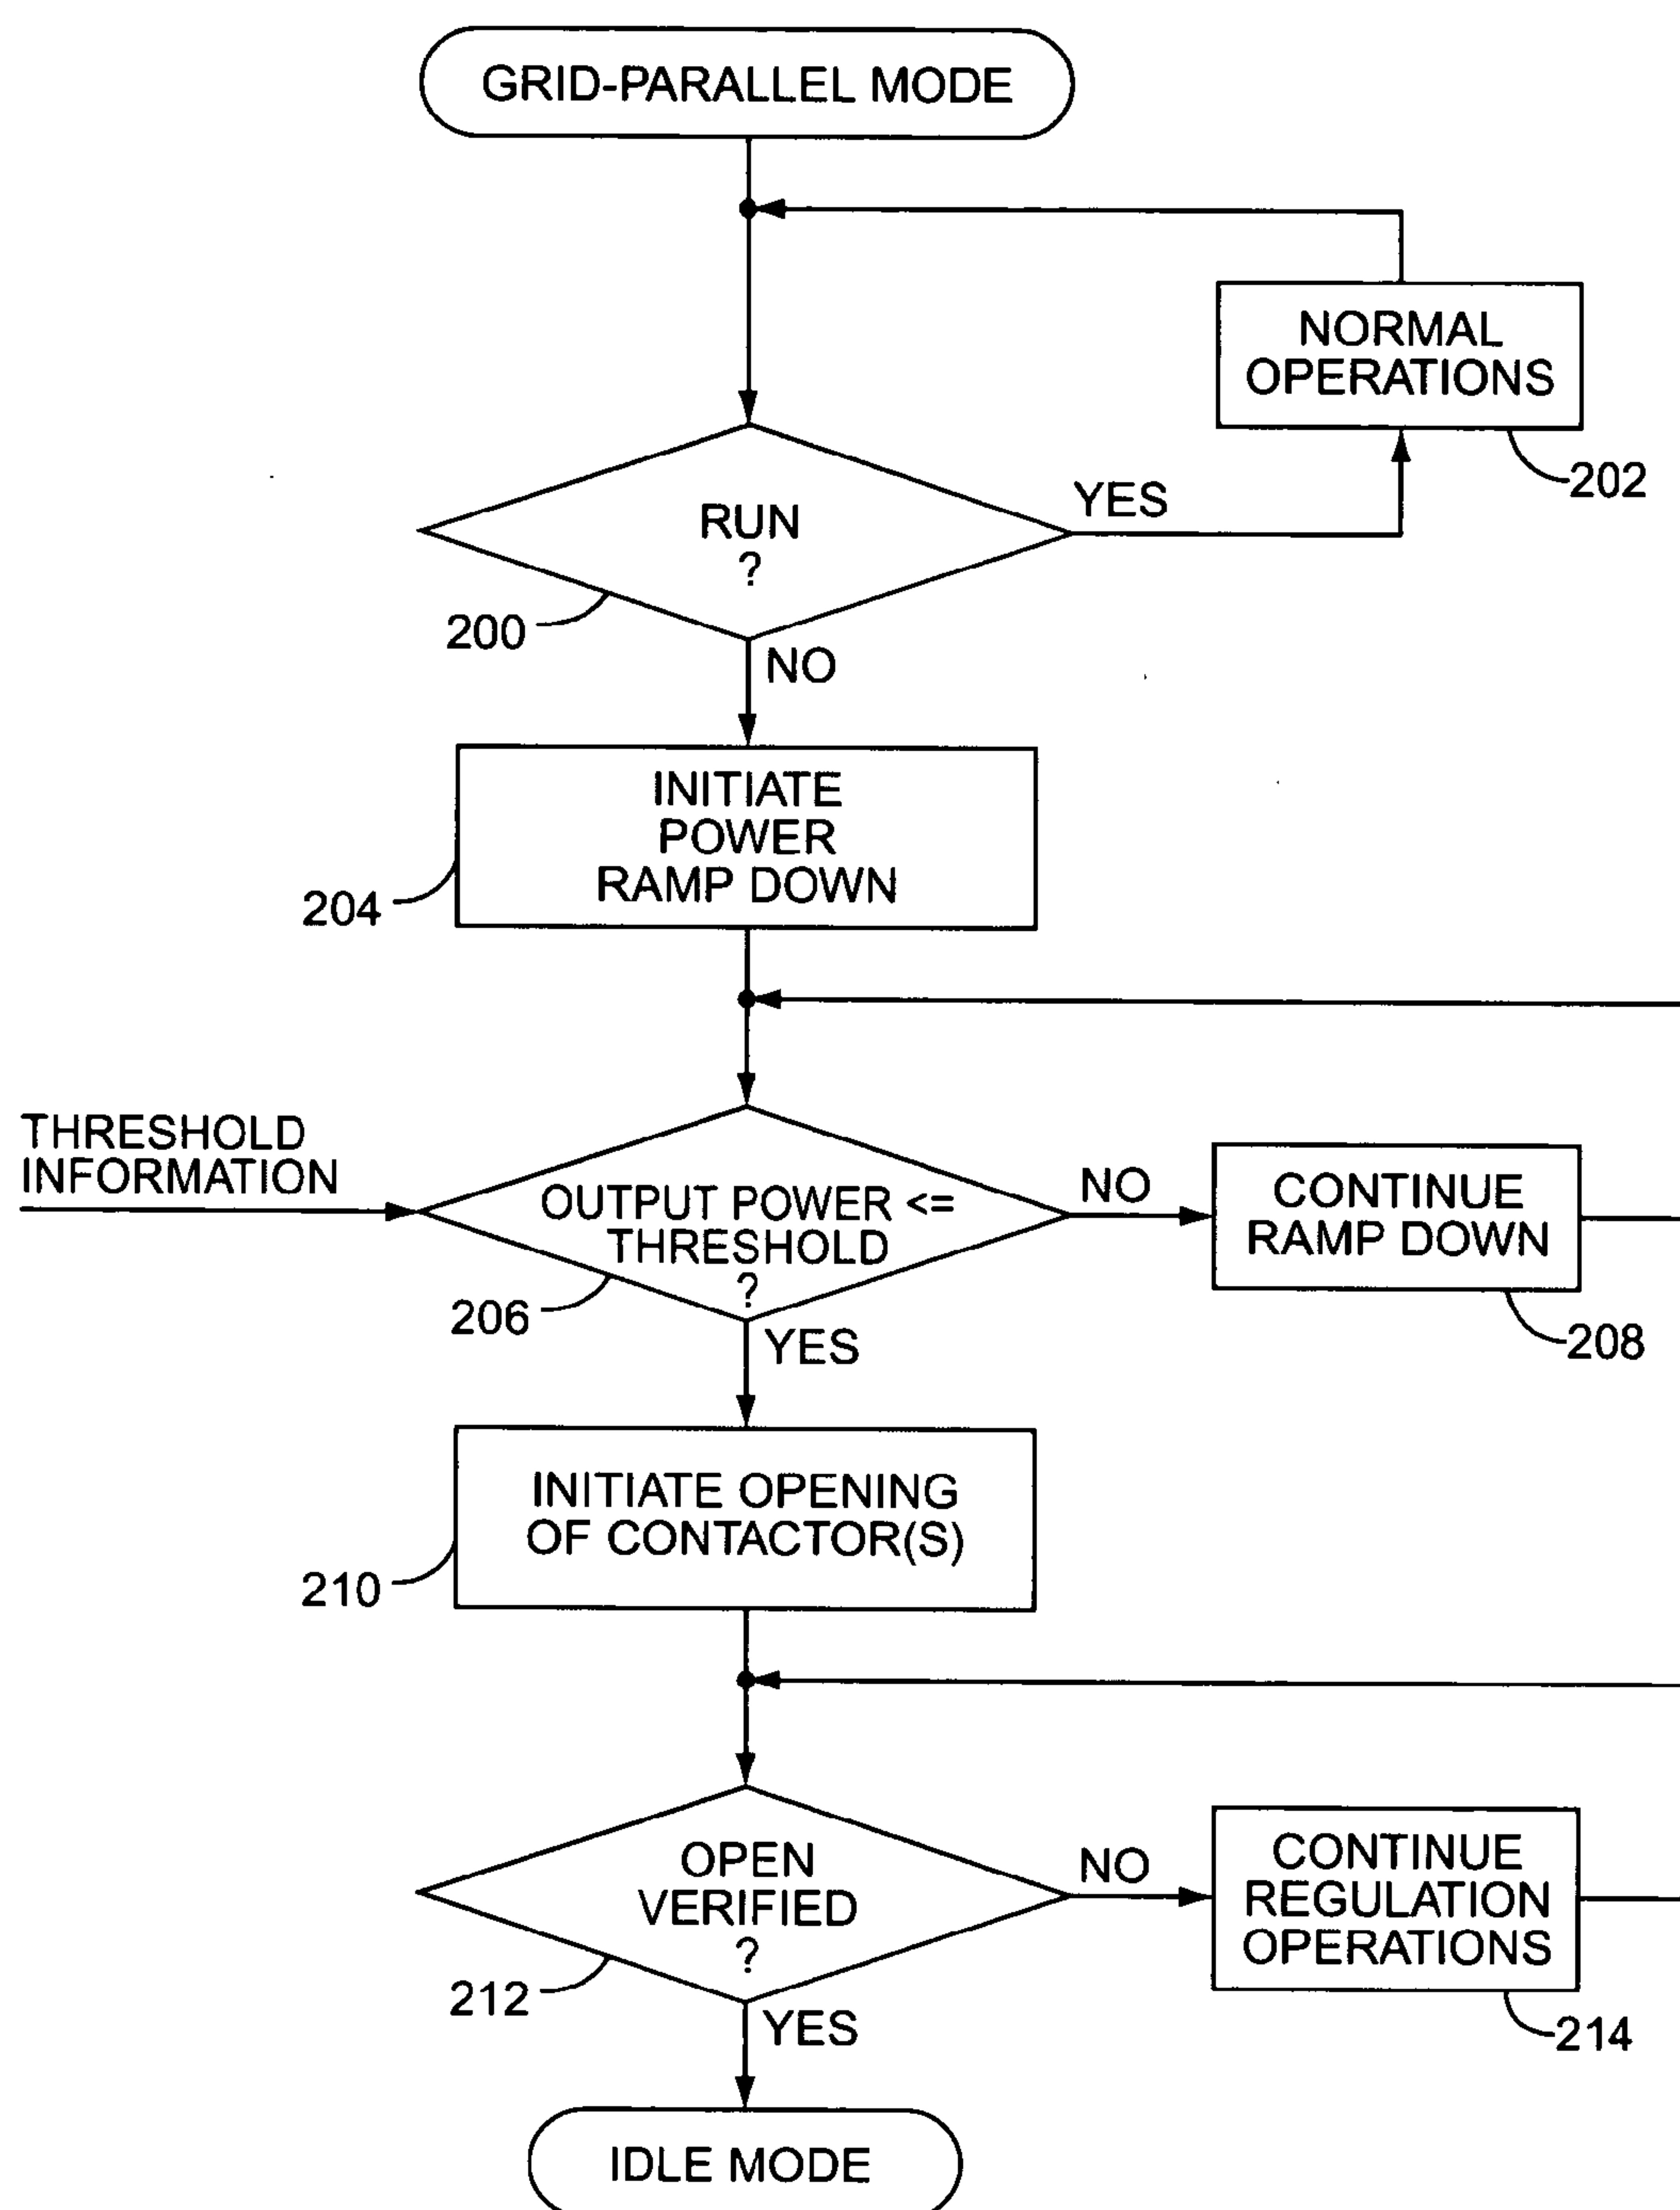 GRID-PARALLEL MODE
NORMAL
OPERATIONS
202
RUN
?
YES
200
NO
INITIATE
POWER
RAMP DOWN
204
THRESHOLD
INFORMATION
OUTPUT POWER <=
THRESHOLD
?
NO
CONTINUE
RAMP DOWN
206
208
YES
INITIATE OPENING
OF CONTACTOR(S)
210
OPEN
VERIFIED
?
NO
CONTINUE
REGULATION
OPERATIONS
212
214
YES
IDLE MODE